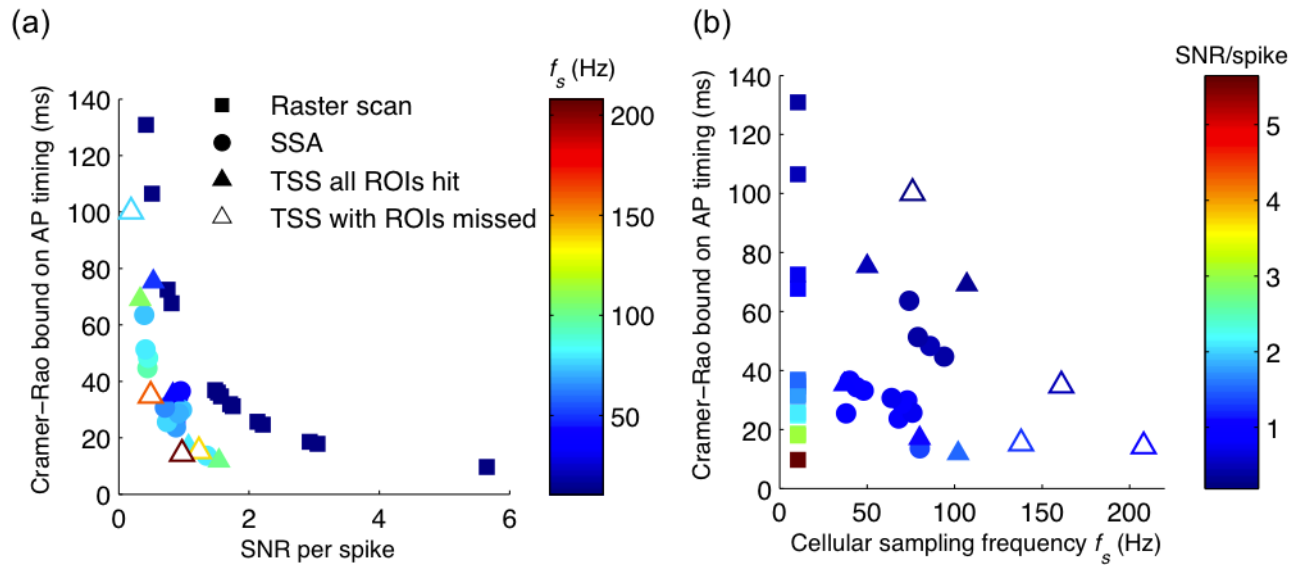 (a)
140
120
100
80
60
40
20
0
Cramer−Rao bound on AP timing (ms)
Raster scan
SSA
TSS all ROIs hit
TSS with ROIs missed
0 2 4 6
SNR per spike
f_s (Hz)
200
150
100
50
(b)
140
120
100
80
60
40
20
0
Cramer−Rao bound on AP timing (ms)
0 50 100 150 200
Cellular sampling frequency f_s (Hz)
SNR/spike
5
4
3
2
1